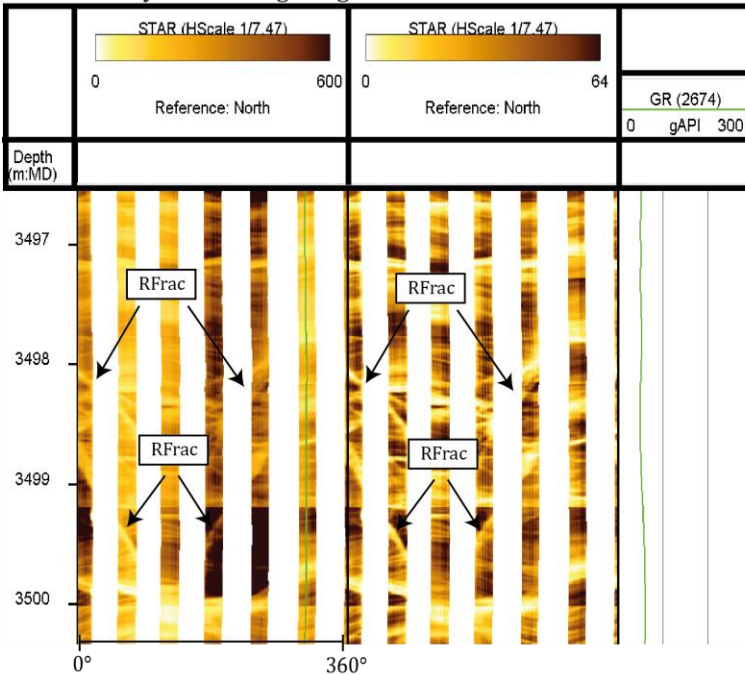 STAR (HScale 1/7.47)
0 600
Reference: North
STAR (HScale 1/7.47)
0 64
Reference: North
GR (2674)
0 gAPI 300
Depth
(m:MD)
3497
RFrac
RFrac
3498
RFrac
RFrac
3499
3500
0° 360°